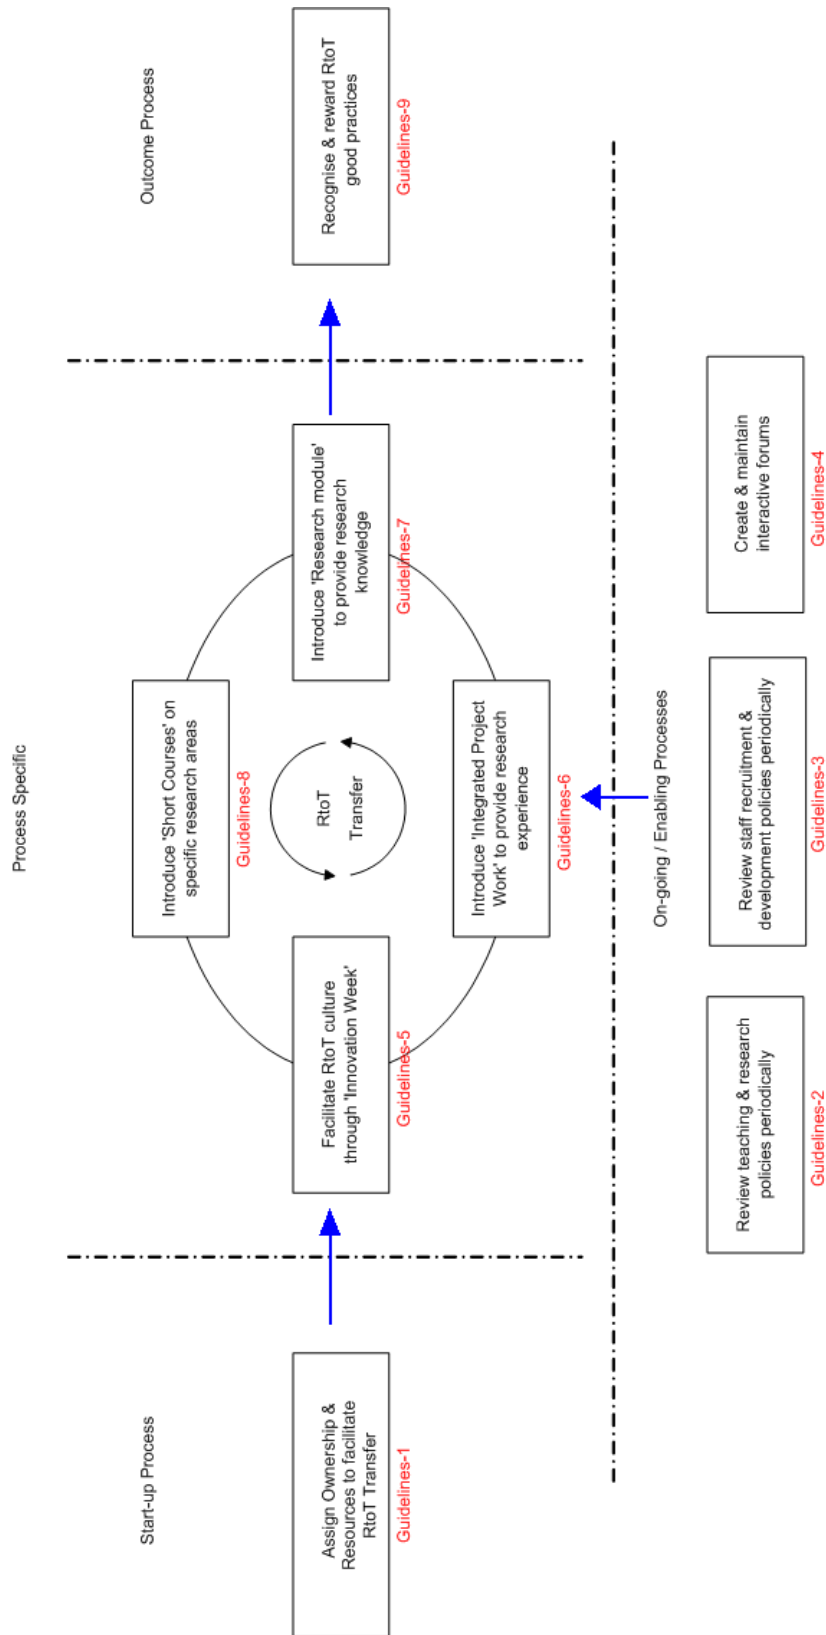 Process Specific
Start-up Process
Outcome Process
Assign Ownership &
Resources to facilitate
RtoT Transfer
Guidelines-1
Facilitate RtoT culture
through 'Innovation Week'
Guidelines-5
Introduce 'Short Courses' on
specific research areas
Guidelines-8
RtoT
Transfer
Introduce 'Integrated Project
Work' to provide research
experience
Guidelines-6
Introduce 'Research module'
to provide research
knowledge
Guidelines-7
Recognise & reward RtoT
good practices
Guidelines-9
On-going / Enabling Processes
Review teaching & research
policies periodically
Guidelines-2
Review staff recruitment &
development policies periodically
Guidelines-3
Create & maintain
interactive forums
Guidelines-4